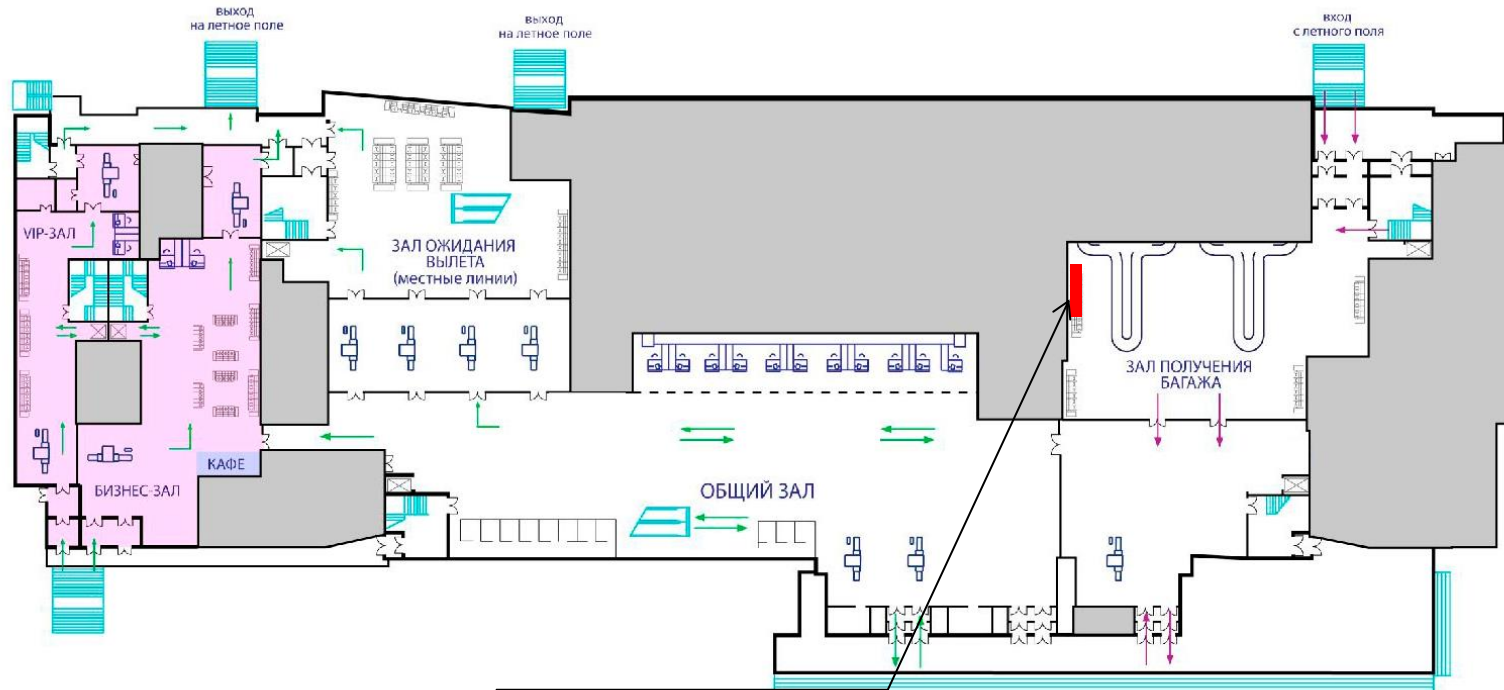 выход
на летное поле
выход
на летное поле
вход
с летного поля
VIP-ЗАЛ
ЗАЛ ОЖИДАНИЯ
ВЫЛЕТА
(местные линии)
ЗАЛ ПОЛУЧЕНИЯ
БАГАЖА
КАФЕ
БИЗНЕС-ЗАЛ
ОБЩИЙ ЗАЛ